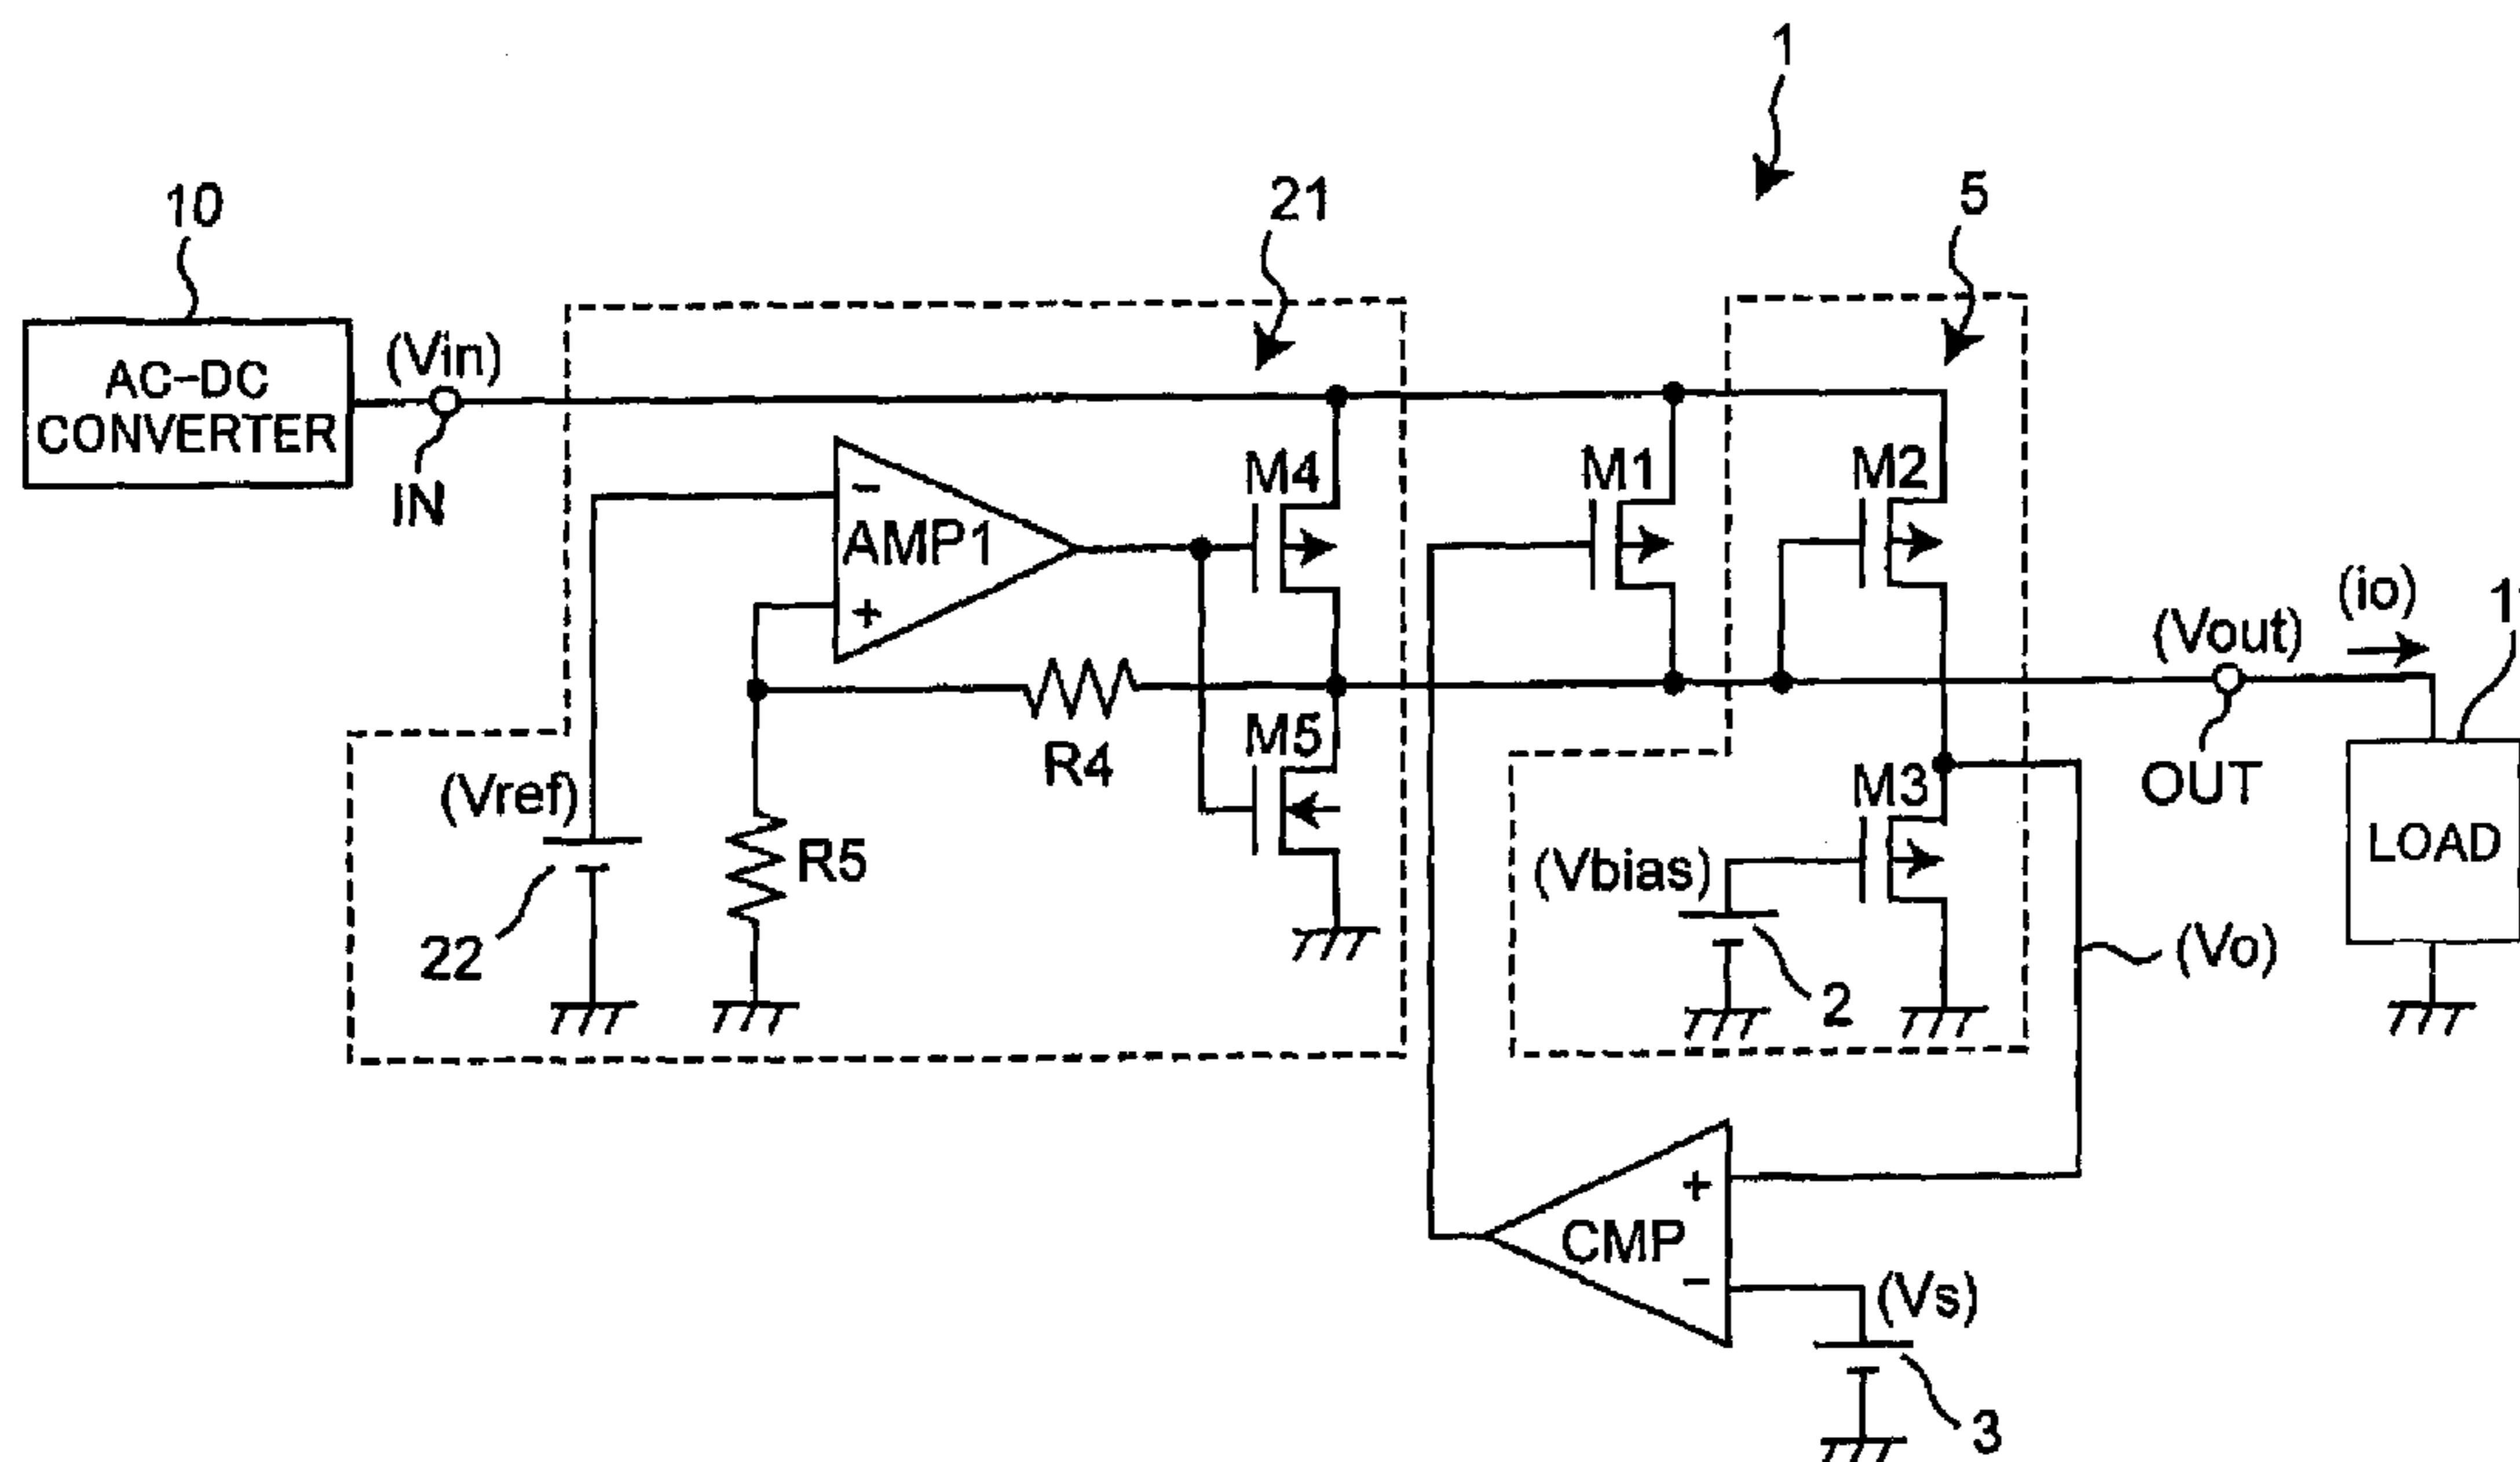 1
10
21
5
AC-DC
CONVERTER
(Vin)
IN
M4
M1
M2
-
AMP1
+
(io)
(Vout)
OUT
LOAD
R4
M5
M3
(Vref)
R5
(Vbias)
22
2
(Vo)
+
CMP
-
(Vs)
3